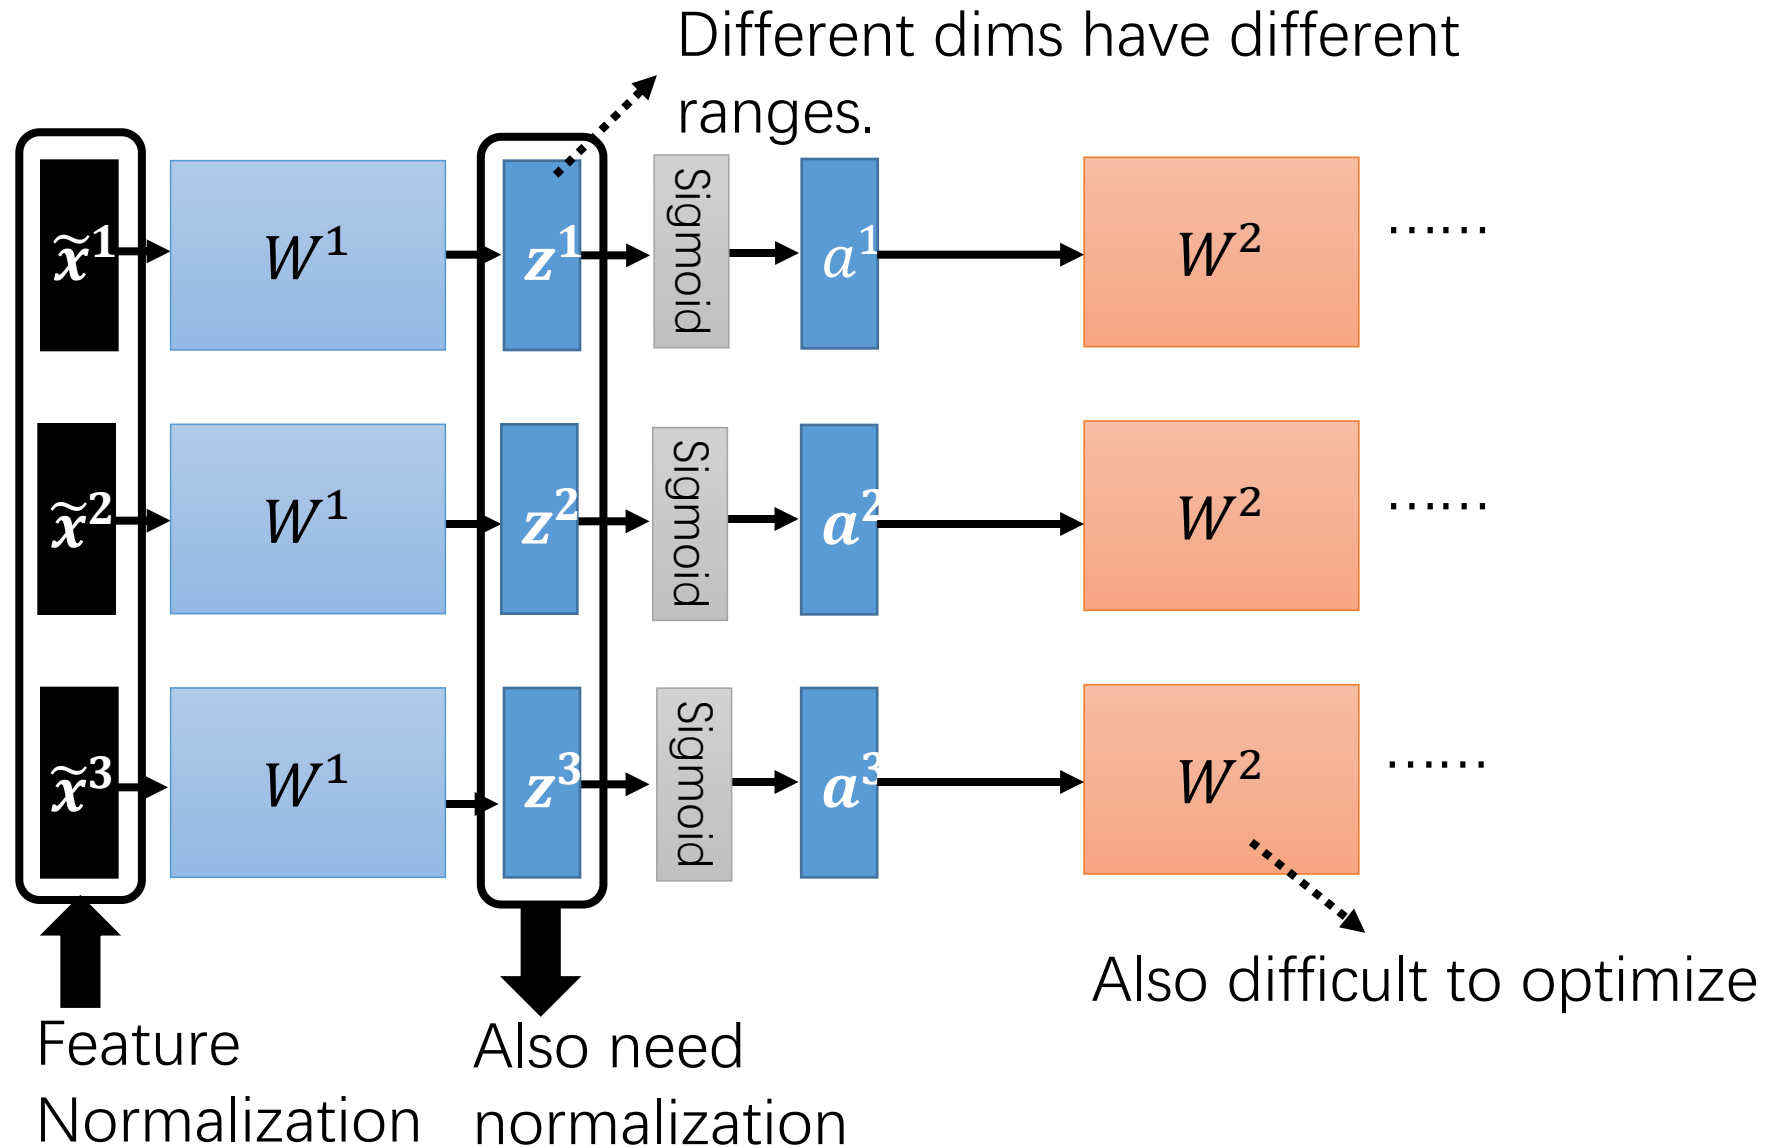 Different dims have different
ranges.
x̃¹ W¹ z¹ Sigmoid a¹ W² ······
x̃² W¹ z² Sigmoid a² W² ······
x̃³ W¹ z³ Sigmoid a³ W² ······
Also difficult to optimize
Feature
Normalization
Also need
normalization